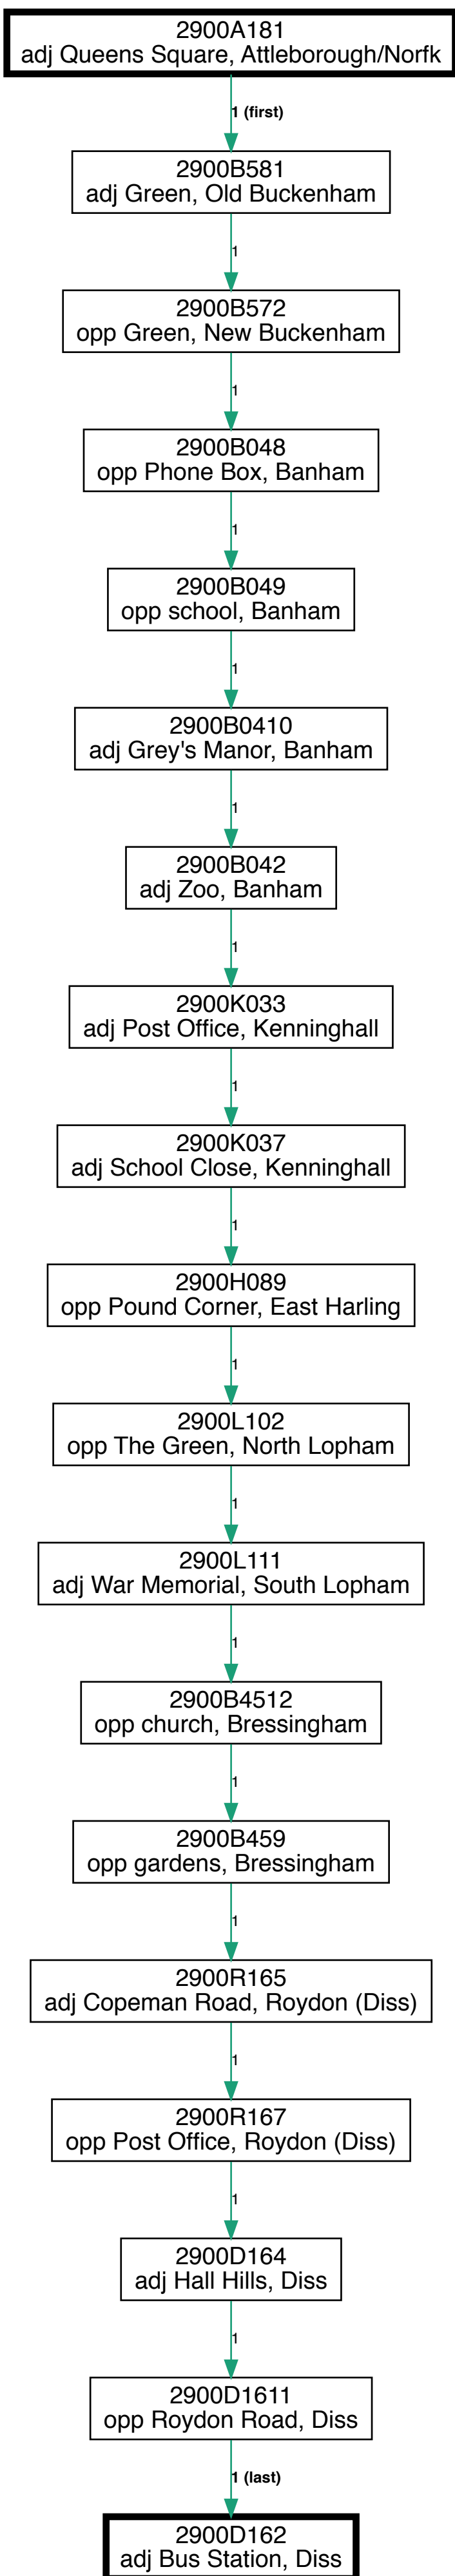 2900A181
adj Queens Square, Attleborough/Norfk
1 (first)
2900B581
adj Green, Old Buckenham
1
2900B572
opp Green, New Buckenham
1
2900B048
opp Phone Box, Banham
1
2900B049
opp school, Banham
1
2900B0410
adj Grey's Manor, Banham
1
2900B042
adj Zoo, Banham
1
2900K033
adj Post Office, Kenninghall
1
2900K037
adj School Close, Kenninghall
1
2900H089
opp Pound Corner, East Harling
1
2900L102
opp The Green, North Lopham
1
2900L111
adj War Memorial, South Lopham
1
2900B4512
opp church, Bressingham
1
2900B459
opp gardens, Bressingham
1
2900R165
adj Copeman Road, Roydon (Diss)
1
2900R167
opp Post Office, Roydon (Diss)
1
2900D164
adj Hall Hills, Diss
1
2900D1611
opp Roydon Road, Diss
1 (last)
2900D162
adj Bus Station, Diss